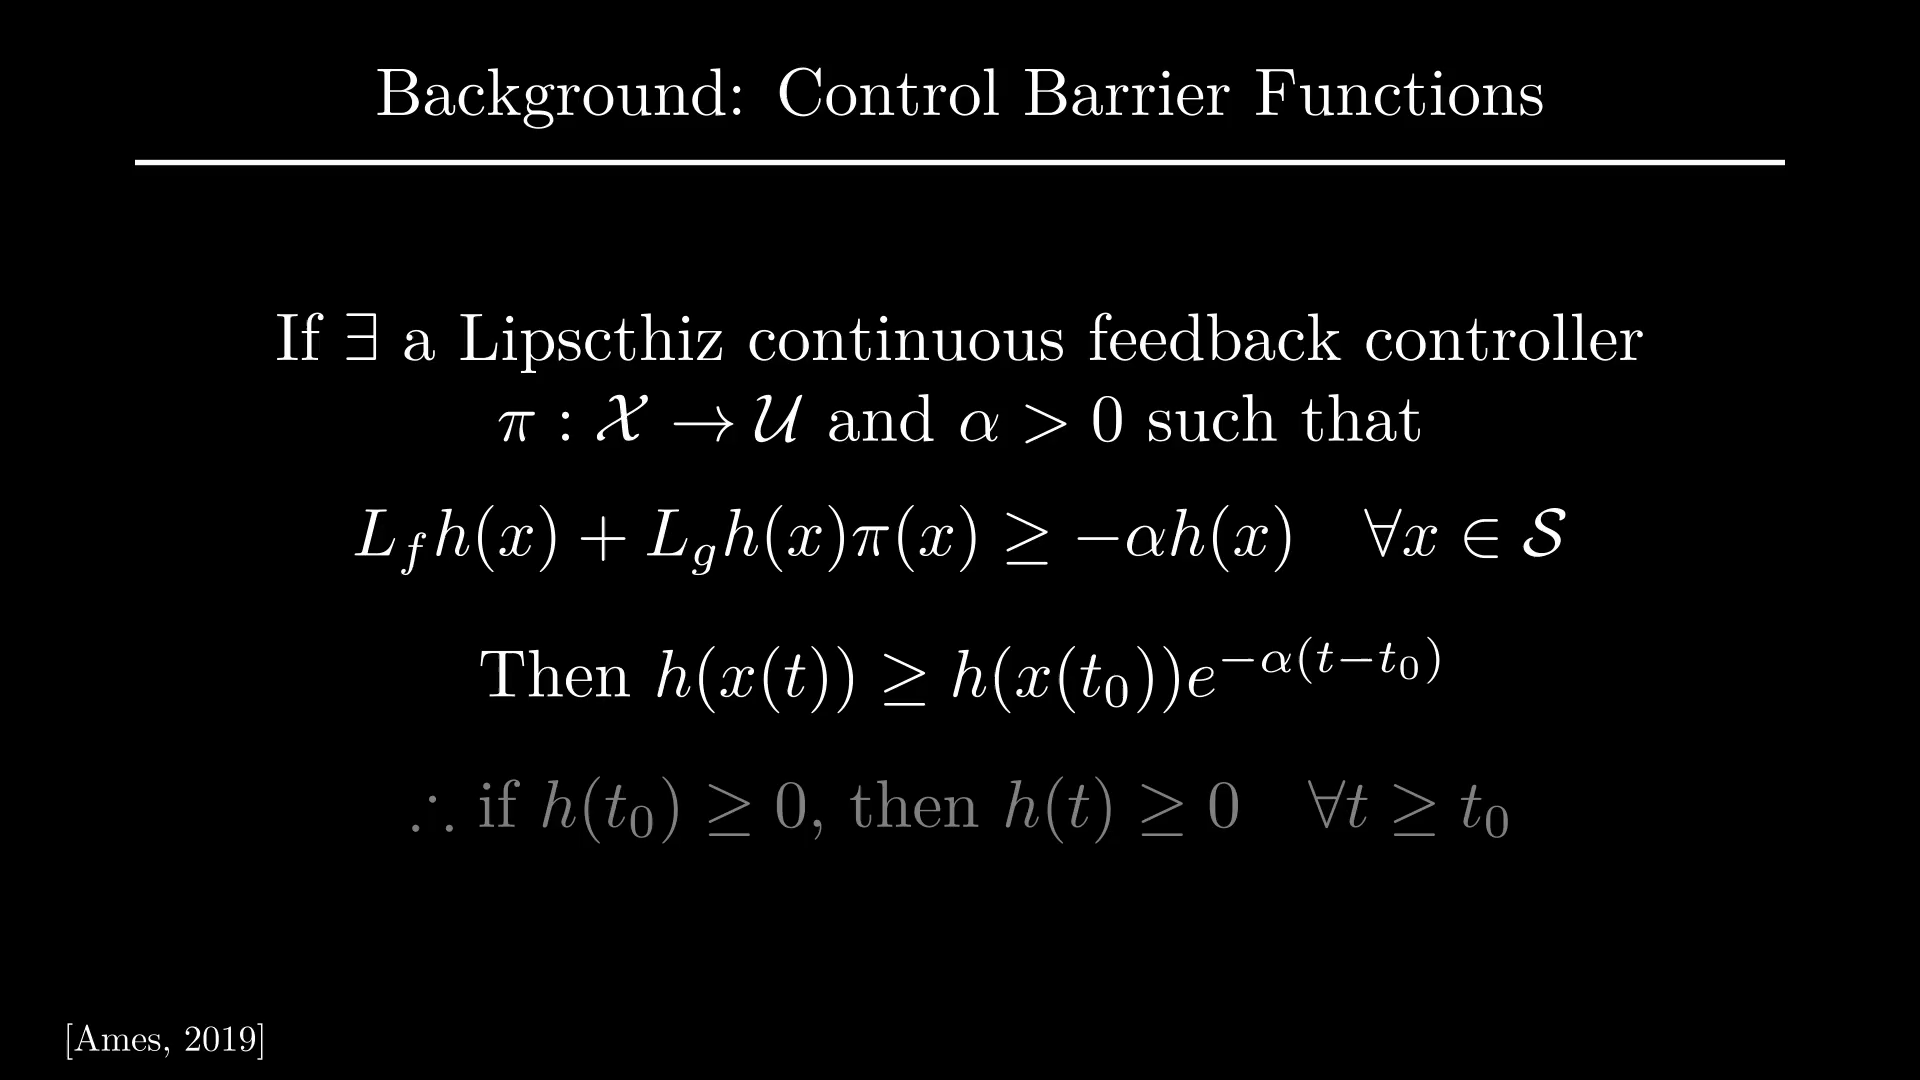 Background: Control Barrier Functions
If ∃ a Lipscthiz continuous feedback controller
π : 𝒳 → 𝒰 and α > 0 such that
L_f h(x) + L_g h(x)π(x) ≥ −αh(x) ∀x ∈ 𝒮
Then h(x(t)) ≥ h(x(t₀))e^{−α(t−t₀)}
∴ if h(t₀) ≥ 0, then h(t) ≥ 0 ∀t ≥ t₀
[Ames, 2019]